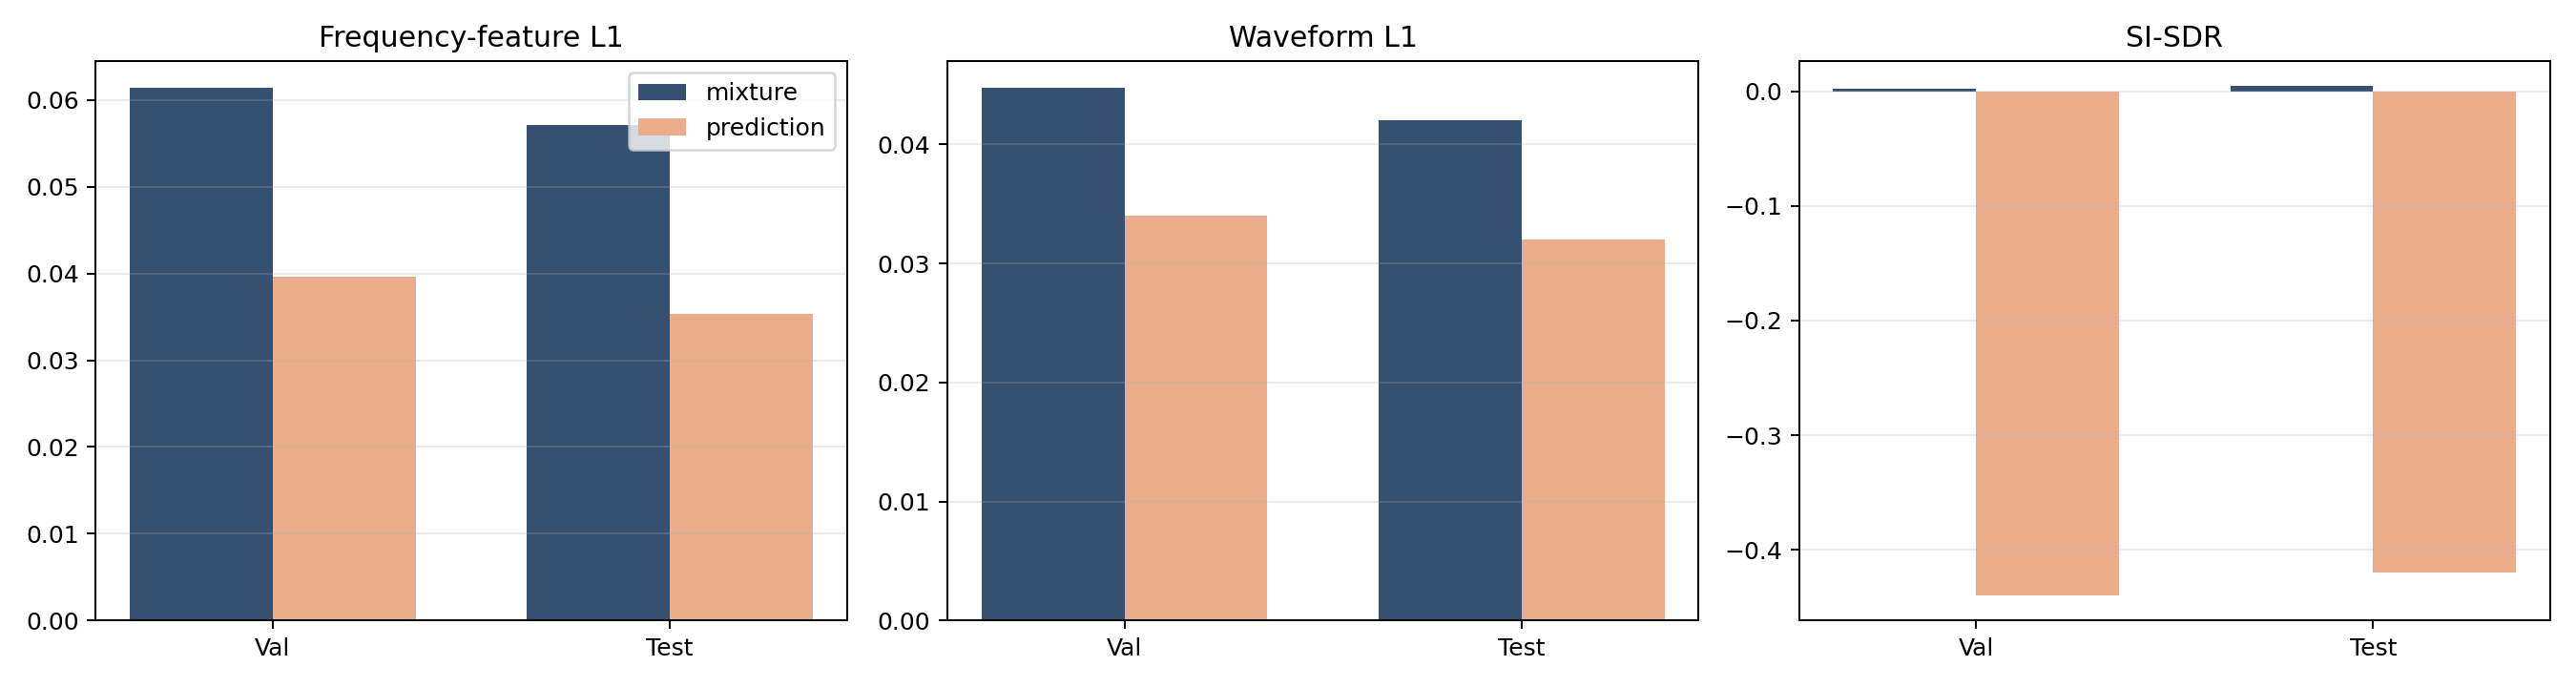 Frequency-feature L1
0.06
0.05
0.04
0.03
0.02
0.01
0.00
Val
Test
mixture
prediction
Waveform L1
0.04
0.03
0.02
0.01
0.00
Val
Test
SI-SDR
0.0
−0.1
−0.2
−0.3
−0.4
Val
Test